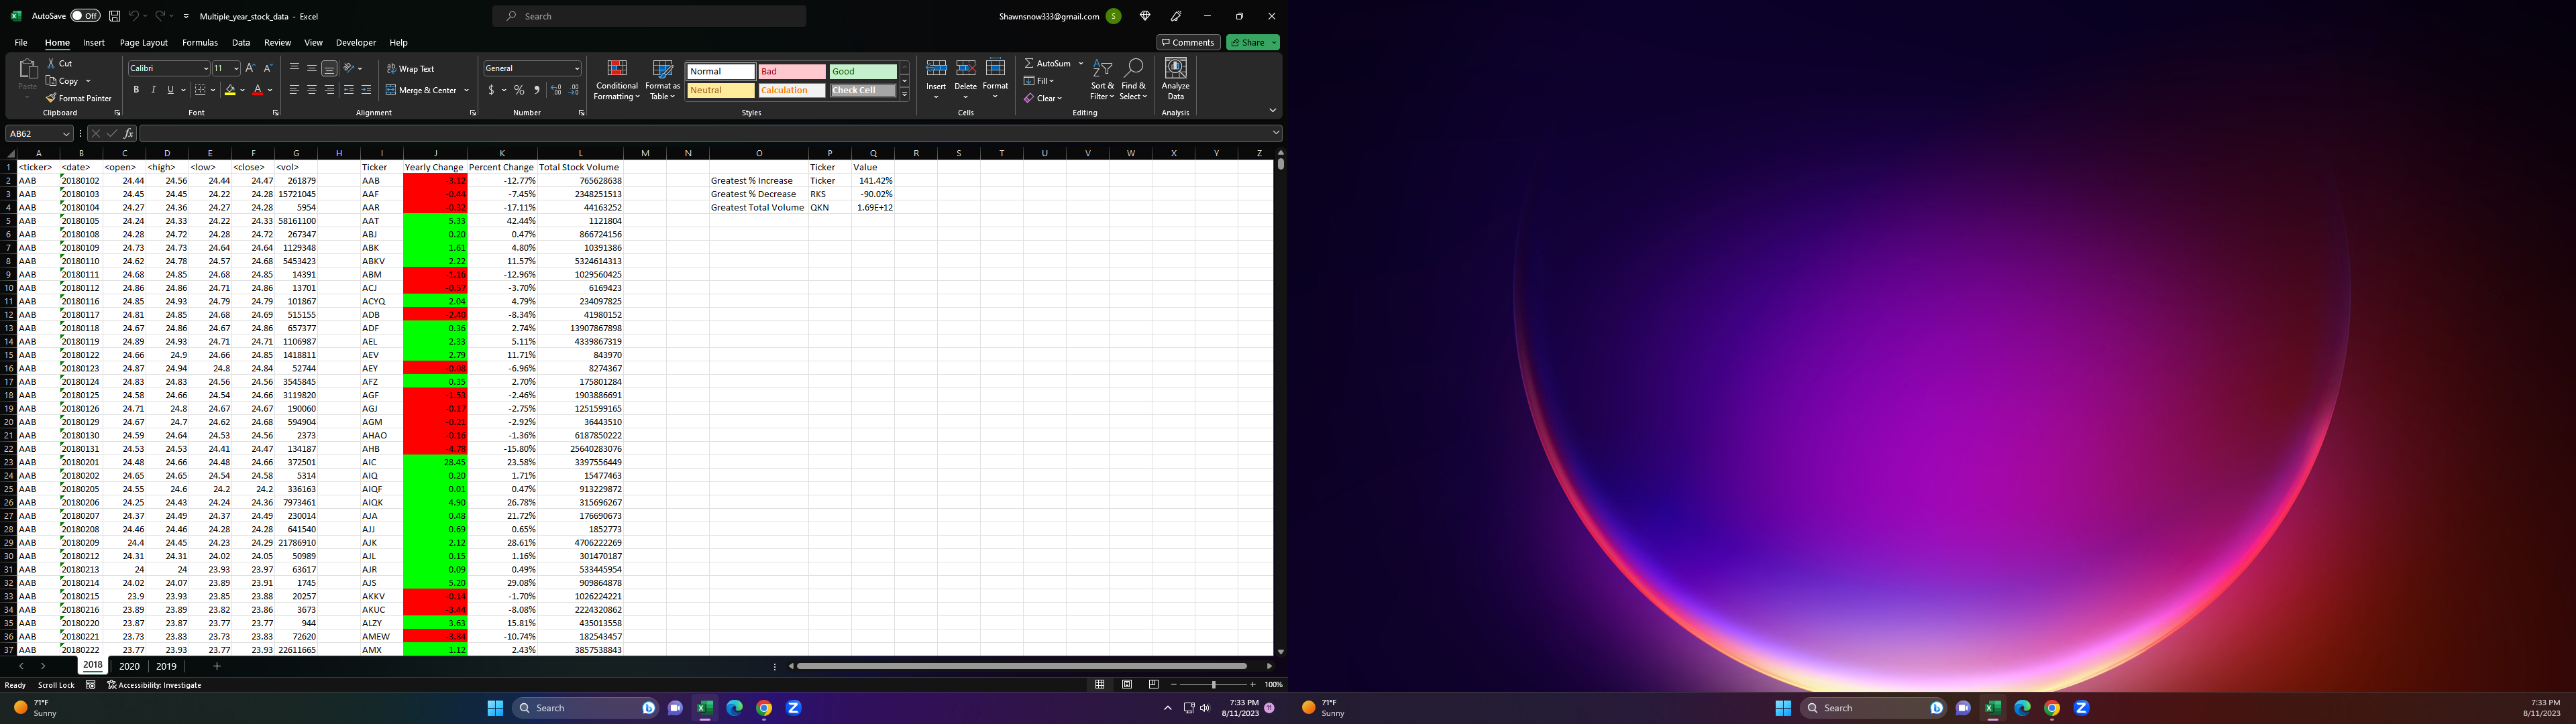 AutoSave Off Multiple_year_stock_data - Excel Search Shawnsnow333@gmail.com S
File Home Insert Page Layout Formulas Data Review View Developer Help Comments Share
Paste Cut Copy Format Painter Clipboard
Calibri 11 B I U A Font
Wrap Text Merge & Center Alignment
General $ % Number
Conditional Formatting Format as Table Normal Bad Good Neutral Calculation Check Cell Styles
Insert Delete Format Cells
AutoSum Fill Clear Sort & Filter Find & Select Editing
Analyze Data Analysis
AB62 fx
A B C D E F G H I J K L M N O P Q R S T U V W X Y Z
1 <ticker> <date> <open> <high> <low> <close> <vol> Ticker Yearly Change Percent Change Total Stock Volume Ticker Value
2 AAB 20180102 24.44 24.56 24.44 24.47 261879 AAB -3.12 -12.77% 765628638 Greatest % Increase Ticker 141.42%
3 AAB 20180103 24.45 24.45 24.22 24.28 15721045 AAF -0.44 -7.45% 2348251513 Greatest % Decrease RKS -90.02%
4 AAB 20180104 24.27 24.36 24.27 24.28 5954 AAR -0.32 -17.11% 44163252 Greatest Total Volume QKN 1.69E+12
5 AAB 20180105 24.24 24.33 24.22 24.33 58161100 AAT 5.33 42.44% 1121804
6 AAB 20180108 24.28 24.72 24.28 24.72 267347 ABJ 0.20 0.47% 866724156
7 AAB 20180109 24.73 24.73 24.64 24.64 1129348 ABK 1.61 4.80% 10391386
8 AAB 20180110 24.62 24.78 24.57 24.68 5453423 ABKV 2.22 11.57% 5324614313
9 AAB 20180111 24.68 24.85 24.68 24.85 14391 ABM -1.16 -12.96% 1029560425
10 AAB 20180112 24.86 24.86 24.71 24.86 13701 ACJ -0.57 -3.70% 6169423
11 AAB 20180116 24.85 24.93 24.79 24.79 101867 ACYQ 2.04 4.79% 234097825
12 AAB 20180117 24.81 24.85 24.68 24.69 515155 ADB -2.40 -8.34% 41980152
13 AAB 20180118 24.67 24.86 24.67 24.86 657377 ADF 0.36 2.74% 13907867898
14 AAB 20180119 24.89 24.93 24.71 24.71 1106987 AEL 2.33 5.11% 4339867319
15 AAB 20180122 24.66 24.9 24.66 24.85 1418811 AEV 2.79 11.71% 843970
16 AAB 20180123 24.87 24.94 24.8 24.84 52744 AEY -0.08 -6.96% 8274367
17 AAB 20180124 24.83 24.83 24.56 24.56 3545845 AFZ 0.35 2.70% 175801284
18 AAB 20180125 24.58 24.66 24.54 24.66 3119820 AGF -1.53 -2.46% 1903886691
19 AAB 20180126 24.71 24.8 24.67 24.67 190060 AGJ -0.17 -2.75% 1251599165
20 AAB 20180129 24.67 24.7 24.62 24.68 594904 AGM -0.21 -2.92% 36443510
21 AAB 20180130 24.59 24.64 24.53 24.56 2373 AHAO -0.16 -1.36% 6187850222
22 AAB 20180131 24.53 24.53 24.41 24.47 134187 AHB -4.78 -15.80% 25640283076
23 AAB 20180201 24.48 24.66 24.48 24.66 372501 AIC 28.45 23.58% 3397556449
24 AAB 20180202 24.65 24.65 24.54 24.58 5314 AIQ 0.20 1.71% 15477463
25 AAB 20180205 24.55 24.6 24.2 24.2 336163 AIQF 0.01 0.47% 913229872
26 AAB 20180206 24.25 24.43 24.24 24.36 7973461 AIQK 4.90 26.78% 315696267
27 AAB 20180207 24.37 24.49 24.37 24.49 230014 AJA 0.48 21.72% 176690673
28 AAB 20180208 24.46 24.46 24.28 24.28 641540 AJJ 0.69 0.65% 1852773
29 AAB 20180209 24.4 24.45 24.23 24.29 21786910 AJK 2.12 28.61% 4706222269
30 AAB 20180212 24.31 24.31 24.02 24.05 50989 AJL 0.15 1.16% 301470187
31 AAB 20180213 24 24 23.93 23.97 63617 AJR 0.09 0.49% 533445954
32 AAB 20180214 24.02 24.07 23.89 23.91 1745 AJS 5.20 29.08% 909864878
33 AAB 20180215 23.9 23.93 23.85 23.88 20257 AKKV -0.14 -1.70% 1026224221
34 AAB 20180216 23.89 23.89 23.82 23.86 3673 AKUC -3.44 -8.08% 2224320862
35 AAB 20180220 23.87 23.87 23.77 23.77 944 ALZY 3.63 15.81% 435013558
36 AAB 20180221 23.73 23.83 23.73 23.83 72620 AMEW -3.84 -10.74% 182543457
37 AAB 20180222 23.77 23.93 23.77 23.93 22611665 AMX 1.12 2.43% 3857538843
2018 2020 2019
Ready Scroll Lock Accessibility: Investigate 100%
71°F Sunny Search 7:33 PM 8/11/2023 11
71°F Sunny Search 7:33 PM 8/11/2023